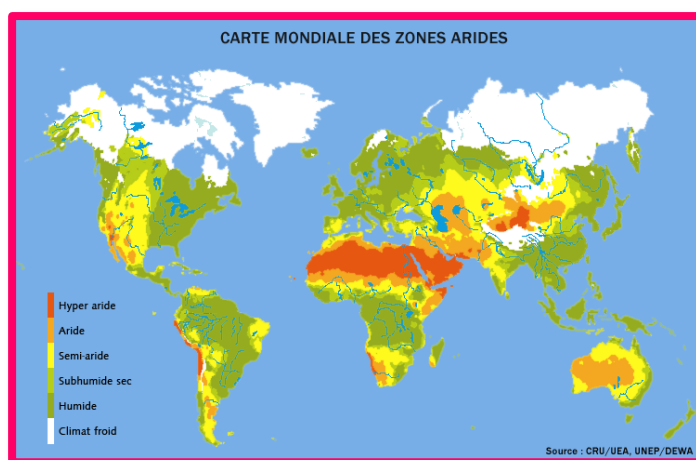 CARTE MONDIALE DES ZONES ARIDES
Hyper aride
Aride
Semi-aride
Subhumide sec
Humide
Climat froid
Source : CRU/UEA, UNEP/DEWA